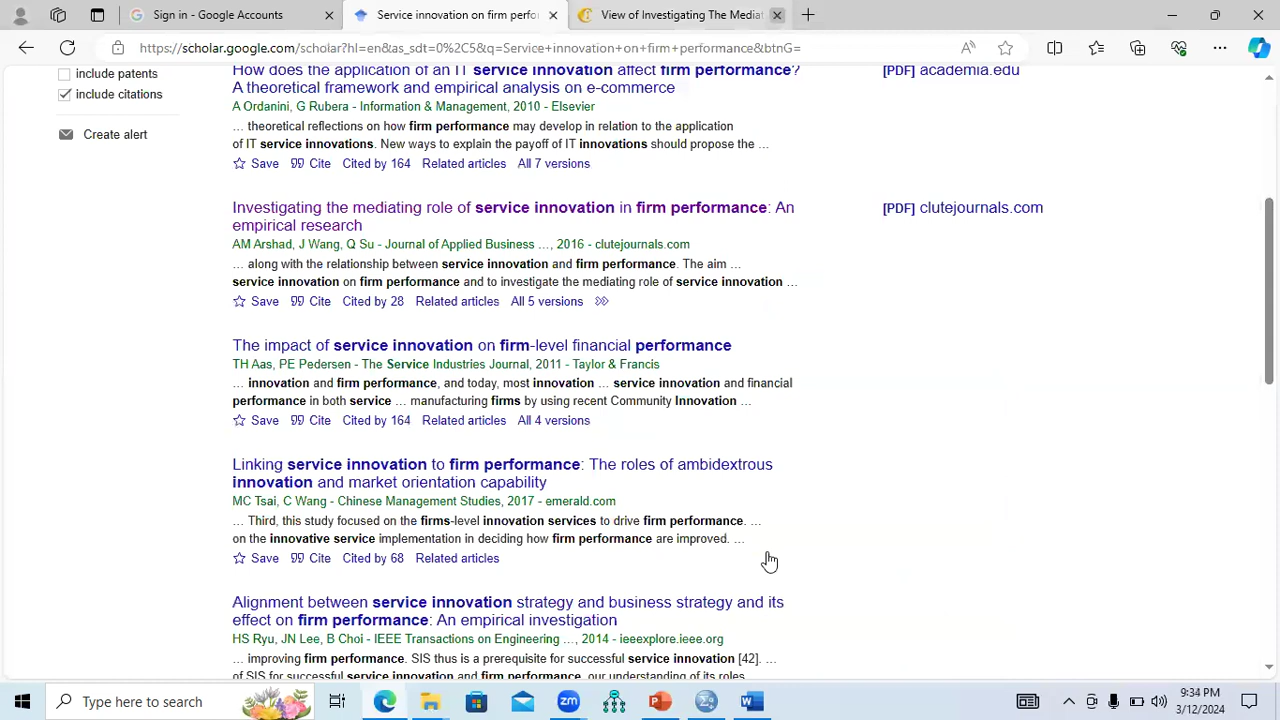 Sign in - Google Accounts
Service innovation on firm perfo
View of Investigating The Mediat
https://scholar.google.com/scholar?hl=en&as_sdt=0%2C5&q=Service+innovation+on+firm+performance&btnG=
include patents
include citations
Create alert
How does the application of an IT service innovation affect firm performance?
A theoretical framework and empirical analysis on e-commerce
[PDF] academia.edu
A Ordanini, G Rubera - Information & Management, 2010 - Elsevier
… theoretical reflections on how firm performance may develop in relation to the application
of IT service innovations. New ways to explain the payoff of IT innovations should propose the …
Save Cite Cited by 164 Related articles All 7 versions
Investigating the mediating role of service innovation in firm performance: An
empirical research
[PDF] clutejournals.com
AM Arshad, J Wang, Q Su - Journal of Applied Business …, 2016 - clutejournals.com
… along with the relationship between service innovation and firm performance. The aim …
service innovation on firm performance and to investigate the mediating role of service innovation …
Save Cite Cited by 28 Related articles All 5 versions
The impact of service innovation on firm-level financial performance
TH Aas, PE Pedersen - The Service Industries Journal, 2011 - Taylor & Francis
… innovation and firm performance, and today, most innovation … service innovation and financial
performance in both service … manufacturing firms by using recent Community Innovation …
Save Cite Cited by 164 Related articles All 4 versions
Linking service innovation to firm performance: The roles of ambidextrous
innovation and market orientation capability
MC Tsai, C Wang - Chinese Management Studies, 2017 - emerald.com
… Third, this study focused on the firms-level innovation services to drive firm performance. …
on the innovative service implementation in deciding how firm performance are improved. …
Save Cite Cited by 68 Related articles
Alignment between service innovation strategy and business strategy and its
effect on firm performance: An empirical investigation
HS Ryu, JN Lee, B Choi - IEEE Transactions on Engineering …, 2014 - ieeexplore.ieee.org
… improving firm performance. SIS thus is a prerequisite for successful service innovation [42]. …
of SIS for successful service innovation and firm performance, our understanding of its roles
Type here to search
zm
9:34 PM
3/12/2024